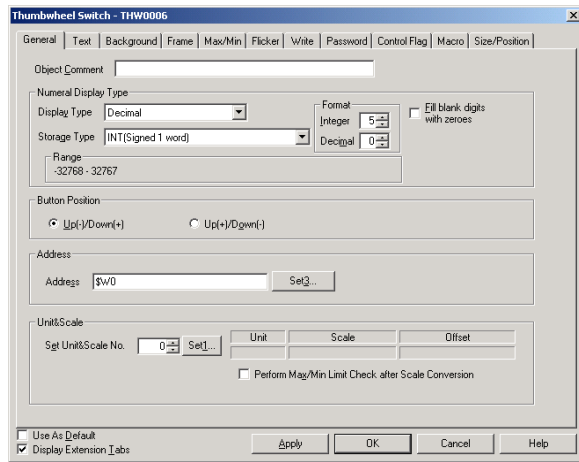 Thumbwheel Switch - THW0006
General Text Background Frame Max/Min Flicker Write Password Control Flag Macro Size/Position
Object Comment
Numeral Display Type
Display Type Decimal
Storage Type INT(Signed 1 word)
Format
Integer 5
Decimal 0
Fill blank digits
with zeroes
Range
-32768 - 32767
Button Position
Up(-)/Down(+) Up(+)/Down(-)
Address
Address $W0 Set3...
Unit&Scale
Set Unit&Scale No. 0 Set1...
Unit Scale Offset
Perform Max/Min Limit Check after Scale Conversion
Use As Default
Display Extension Tabs
Apply OK Cancel Help